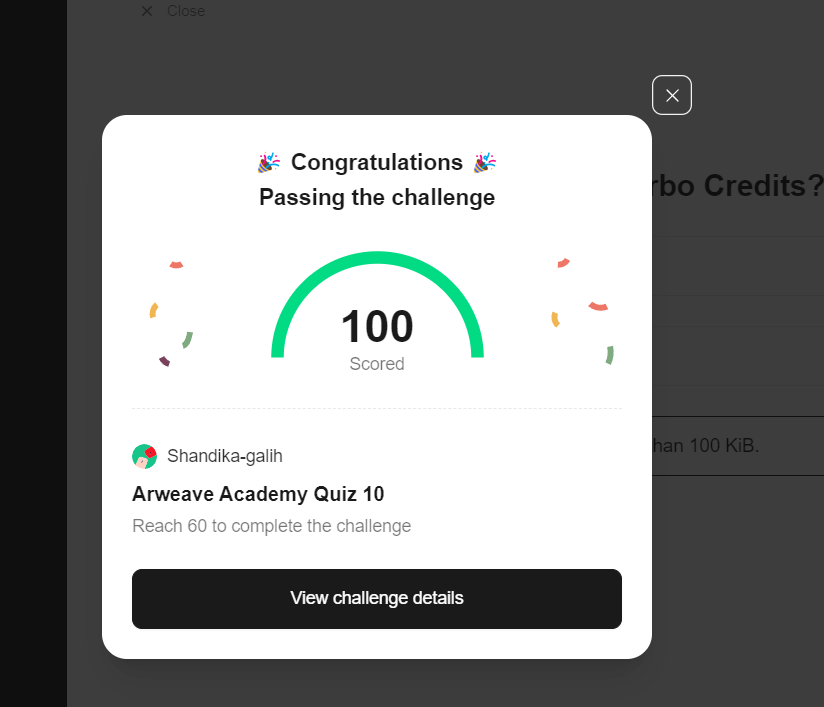 Close
🎉 Congratulations 🎉
Passing the challenge
rbo Credits?
100
Scored
han 100 KiB.
Shandika-galih
Arweave Academy Quiz 10
Reach 60 to complete the challenge
View challenge details